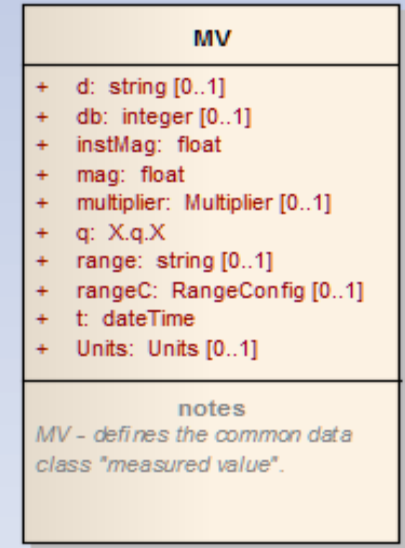 MV
+ d: string [0..1]
+ db: integer [0..1]
+ instMag: float
+ mag: float
+ multiplier: Multiplier [0..1]
+ q: X.q.X
+ range: string [0..1]
+ rangeC: RangeConfig [0..1]
+ t: dateTime
+ Units: Units [0..1]
notes
MV - defines the common data
class "measured value".